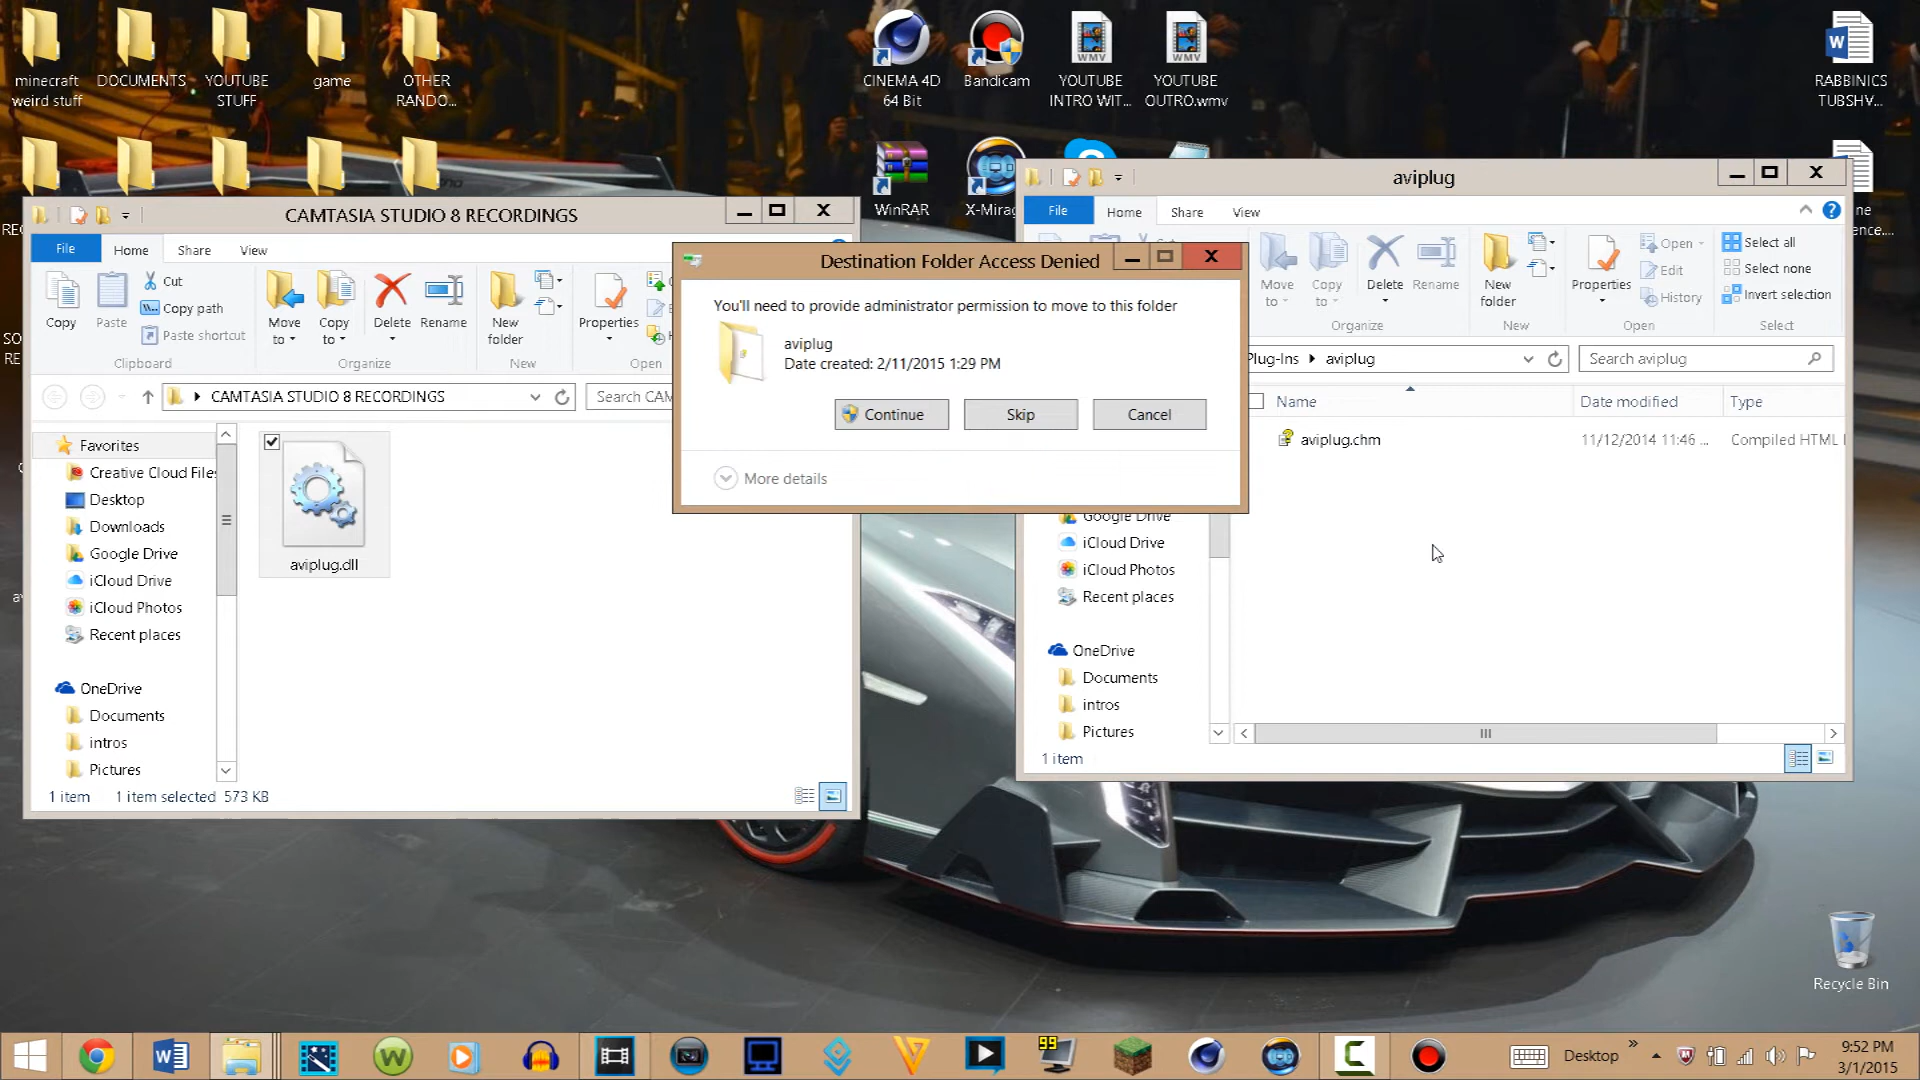 minecraft
weird stuff
DOCUMENTS
YOUTUBE
STUFF
game
OTHER
RANDO...
CINEMA 4D
64 Bit
Bandicam
YOUTUBE
INTRO WIT...
YOUTUBE
OUTRO.wmv
RABBINICS
TUBSHV...
WinRAR
X-Mirag
CAMTASIA STUDIO 8 RECORDINGS
File
Home
Share
View
Copy
Paste
Cut
Copy path
Paste shortcut
Clipboard
Move
to
Copy
to
Delete
Rename
Organize
New
folder
New
Properties
Open
CAMTASIA STUDIO 8 RECORDINGS
Search CAM
Favorites
Creative Cloud Files
Desktop
Downloads
Google Drive
iCloud Drive
iCloud Photos
Recent places
OneDrive
Documents
intros
Pictures
aviplug.dll
1 item
1 item selected 573 KB
Destination Folder Access Denied
You'll need to provide administrator permission to move to this folder
aviplug
Date created: 2/11/2015 1:29 PM
Continue
Skip
Cancel
More details
aviplug
File
Home
Share
View
Move
to
Copy
to
Delete
Rename
Organize
New
folder
New
Properties
Open
Edit
History
Open
Select all
Select none
Invert selection
Select
Plug-Ins
aviplug
Search aviplug
Name
Date modified
Type
aviplug.chm
11/12/2014 11:46 ...
Compiled HTML
Google Drive
iCloud Drive
iCloud Photos
Recent places
OneDrive
Documents
intros
Pictures
1 item
Recycle Bin
99
Desktop
9:52 PM
3/1/2015